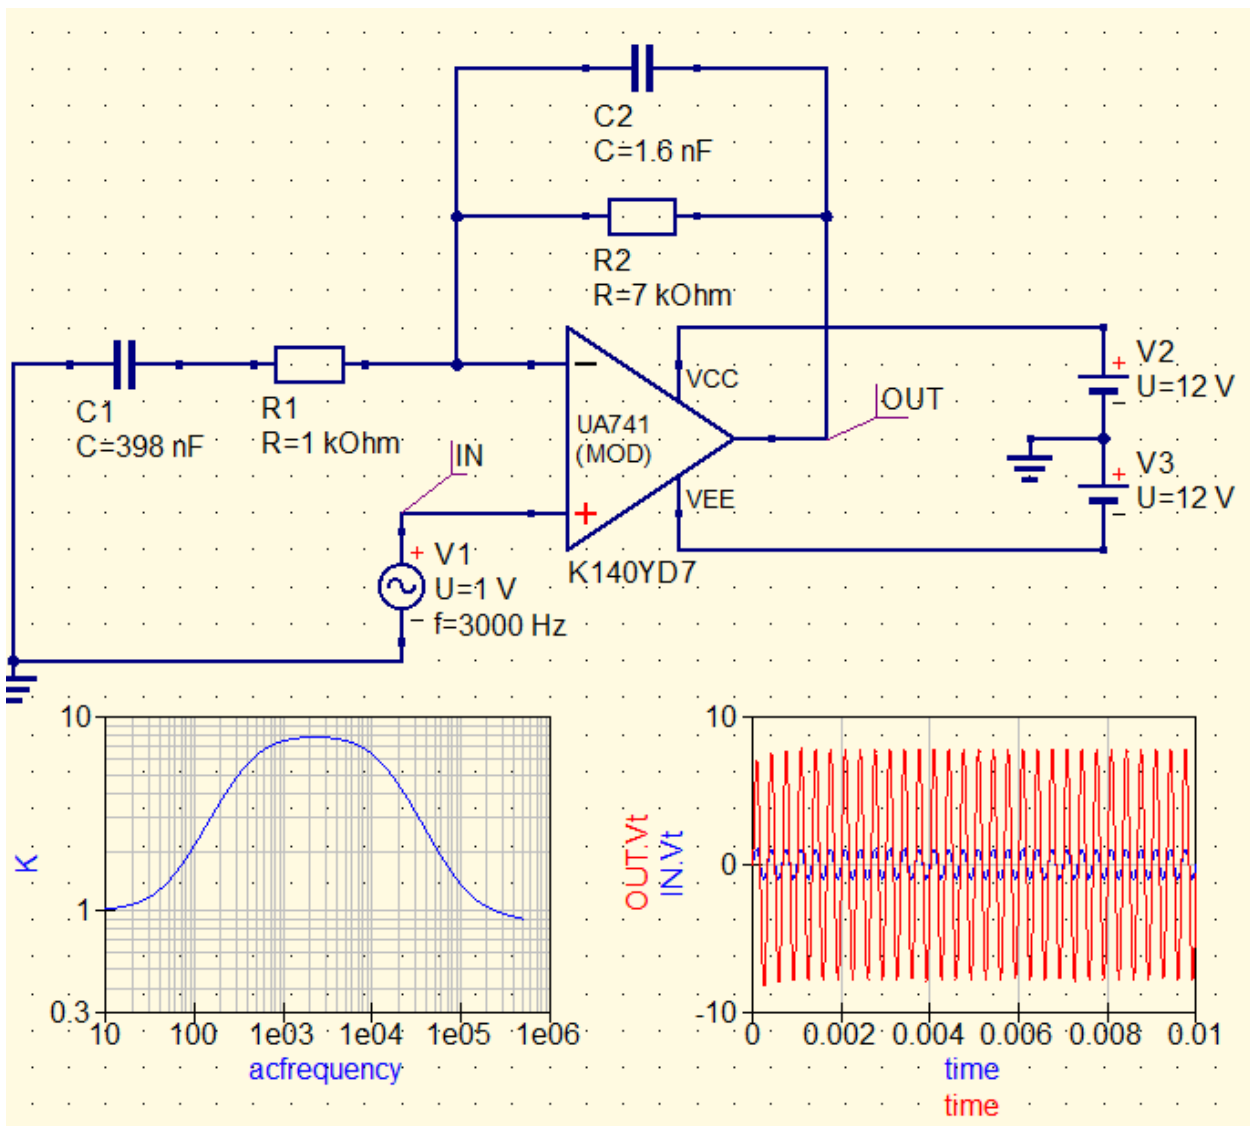 C2
C=1.6 nF
R2
R=7 kOhm
C1
C=398 nF
R1
R=1 kOhm
IN
V1
U=1 V
f=3000 Hz
UA741
(MOD)
VCC
VEE
K140YD7
OUT
V2
U=12 V
V3
U=12 V
10
1
0.3
K
10 100 1e03 1e04 1e05 1e06
acfrequency
10
0
-10
OUT.Vt
IN.Vt
0 0.002 0.004 0.006 0.008 0.01
time
time